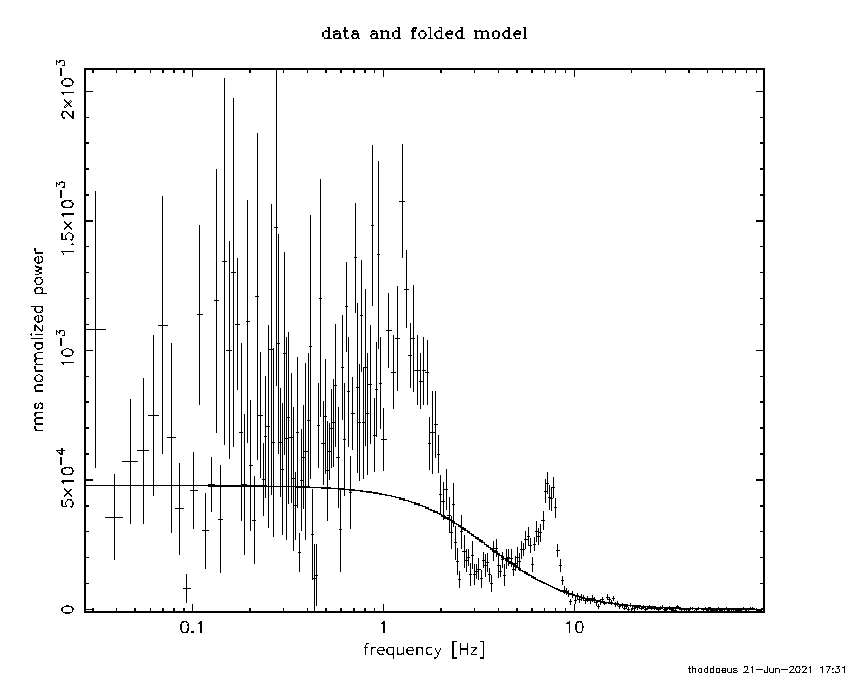 data and folded model
rms normalized power
2×10⁻³
1.5×10⁻³
10⁻³
5×10⁻⁴
0
0.1 1 10
frequency [Hz]
thaddaeus 21-Jun-2021 17:31